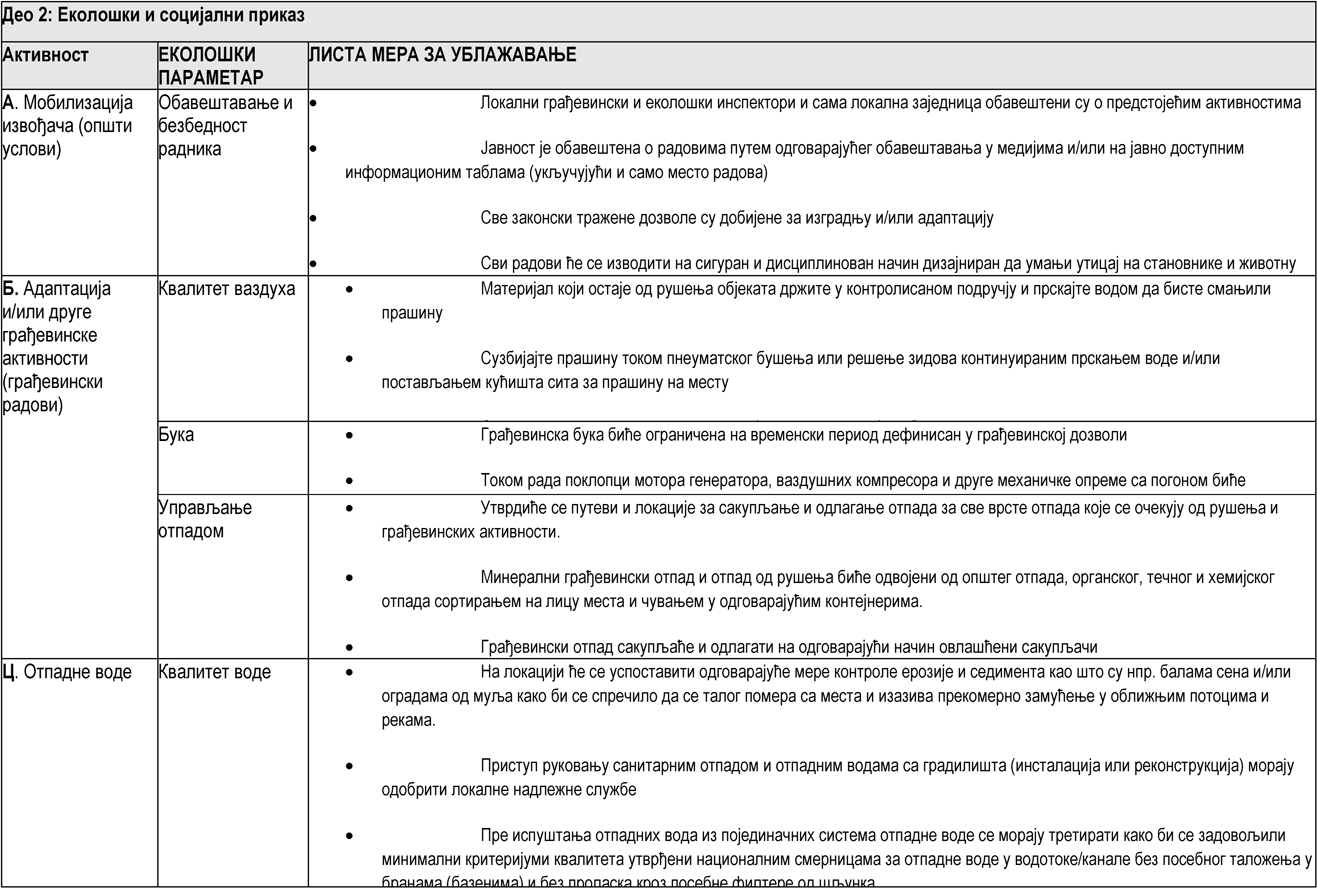 Део 2: Еколошки и социјални приказ
Активност
ЕКОЛОШКИ
ПАРАМЕТАР
ЛИСТА МЕРА ЗА УБЛАЖАВАЊЕ
А. Мобилизација
извођача (општи
услови)
Обавештавање и
безбедност
радника
• Локални грађевински и еколошки инспектори и сама локална заједница обавештени су о предстојећим активностима
• Јавност је обавештена о радовима путем одговарајућег обавештавања у медијима и/или на јавно доступним
информационим таблама (укључујући и само место радова)
• Све законски тражене дозволе су добијене за изградњу и/или адаптацију
• Сви радови ће се изводити на сигуран и дисциплинован начин дизајниран да умањи утицај на становнике и животну
Б. Адаптација
и/или друге
грађевинске
активности
(грађевински
радови)
Квалитет ваздуха
• Материјал који остаје од рушења објеката држите у контролисаном подручју и прскајте водом да бисте смањили
прашину
• Сузбијајте прашину током пнеуматског бушења или решење зидова континуираним прскањем воде и/или
постављањем кућишта сита за прашину на месту
Бука
• Грађевинска бука биће ограничена на временски период дефинисан у грађевинској дозволи
• Током рада поклопци мотора генератора, ваздушних компресора и друге механичке опреме са погоном биће
Управљање
отпадом
• Утврдиће се путеви и локације за сакупљање и одлагање отпада за све врсте отпада које се очекују од рушења и
грађевинских активности.
• Минерални грађевински отпад и отпад од рушења биће одвојени од општег отпада, органског, течног и хемијског
отпада сортирањем на лицу места и чувањем у одговарајућим контејнерима.
• Грађевински отпад сакупљаће и одлагати на одговарајући начин овлашћени сакупљачи
Ц. Отпадне воде
Квалитет воде
• На локацији ће се успоставити одговарајуће мере контроле ерозије и седимента као што су нпр. балама сена и/или
оградама од муља како би се спречило да се талог помера са места и изазива прекомерно замућење у оближњим потоцима и
рекама.
• Приступ руковању санитарним отпадом и отпадним водама са градилишта (инсталација или реконструкција) морају
одобрити локалне надлежне службе
• Пре испуштања отпадних вода из појединачних система отпадне воде се морају третирати како би се задовољили
минимални критеријуми квалитета утврђени националним смерницама за отпадне воде у водотоке/канале без посебног таложења у
бранама (базенима) и без проласка кроз посебне филтере од шљунка